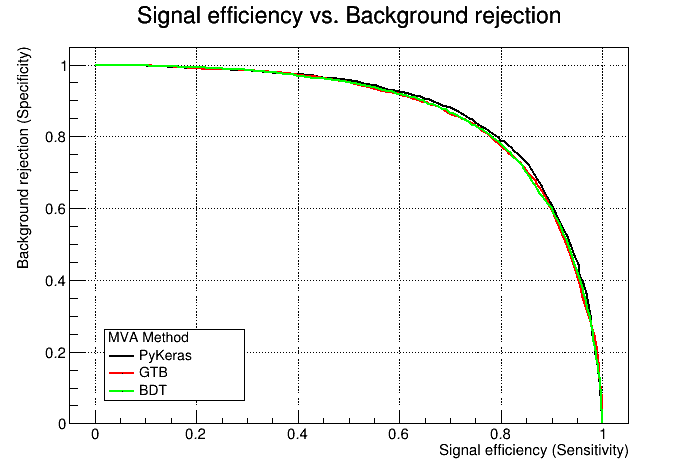 Signal efficiency vs. Background rejection
Background rejection (Specificity)
1
0.8
0.6
0.4
0.2
0
MVA Method
PyKeras
GTB
BDT
0 0.2 0.4 0.6 0.8 1
Signal efficiency (Sensitivity)